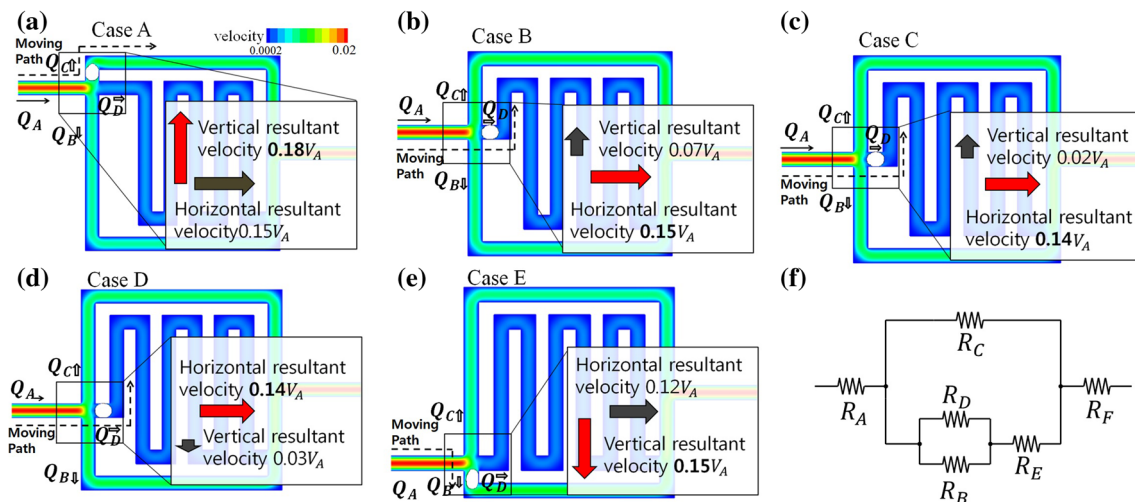 (a)
Case A
velocity
0.0002 0.02
Moving
Path
Q_C⇧
Q_A
Q_D
Q_B⇩
Vertical resultant
velocity 0.18V_A
Horizontal resultant
velocity0.15V_A
(b)
Case B
Q_C⇧
Q_A
Q_D
Moving Path
Q_B⇩
Vertical resultant
velocity 0.07V_A
Horizontal resultant
velocity 0.15V_A
(c)
Case C
Q_C⇧
Q_A
Q_D
Moving
Path
Q_B⇩
Vertical resultant
velocity 0.02V_A
Horizontal resultant
velocity 0.14V_A
(d)
Case D
Q_C⇧
Q_A
Moving
Path
Q_D
Q_B⇩
Horizontal resultant
velocity 0.14V_A
Vertical resultant
velocity 0.03V_A
(e)
Case E
Q_C⇧
Moving
Path
Q_A
Q_B⇩
Q_D
Horizontal resultant
velocity 0.12V_A
Vertical resultant
velocity 0.15V_A
(f)
R_C
R_A
R_D
R_F
R_E
R_B